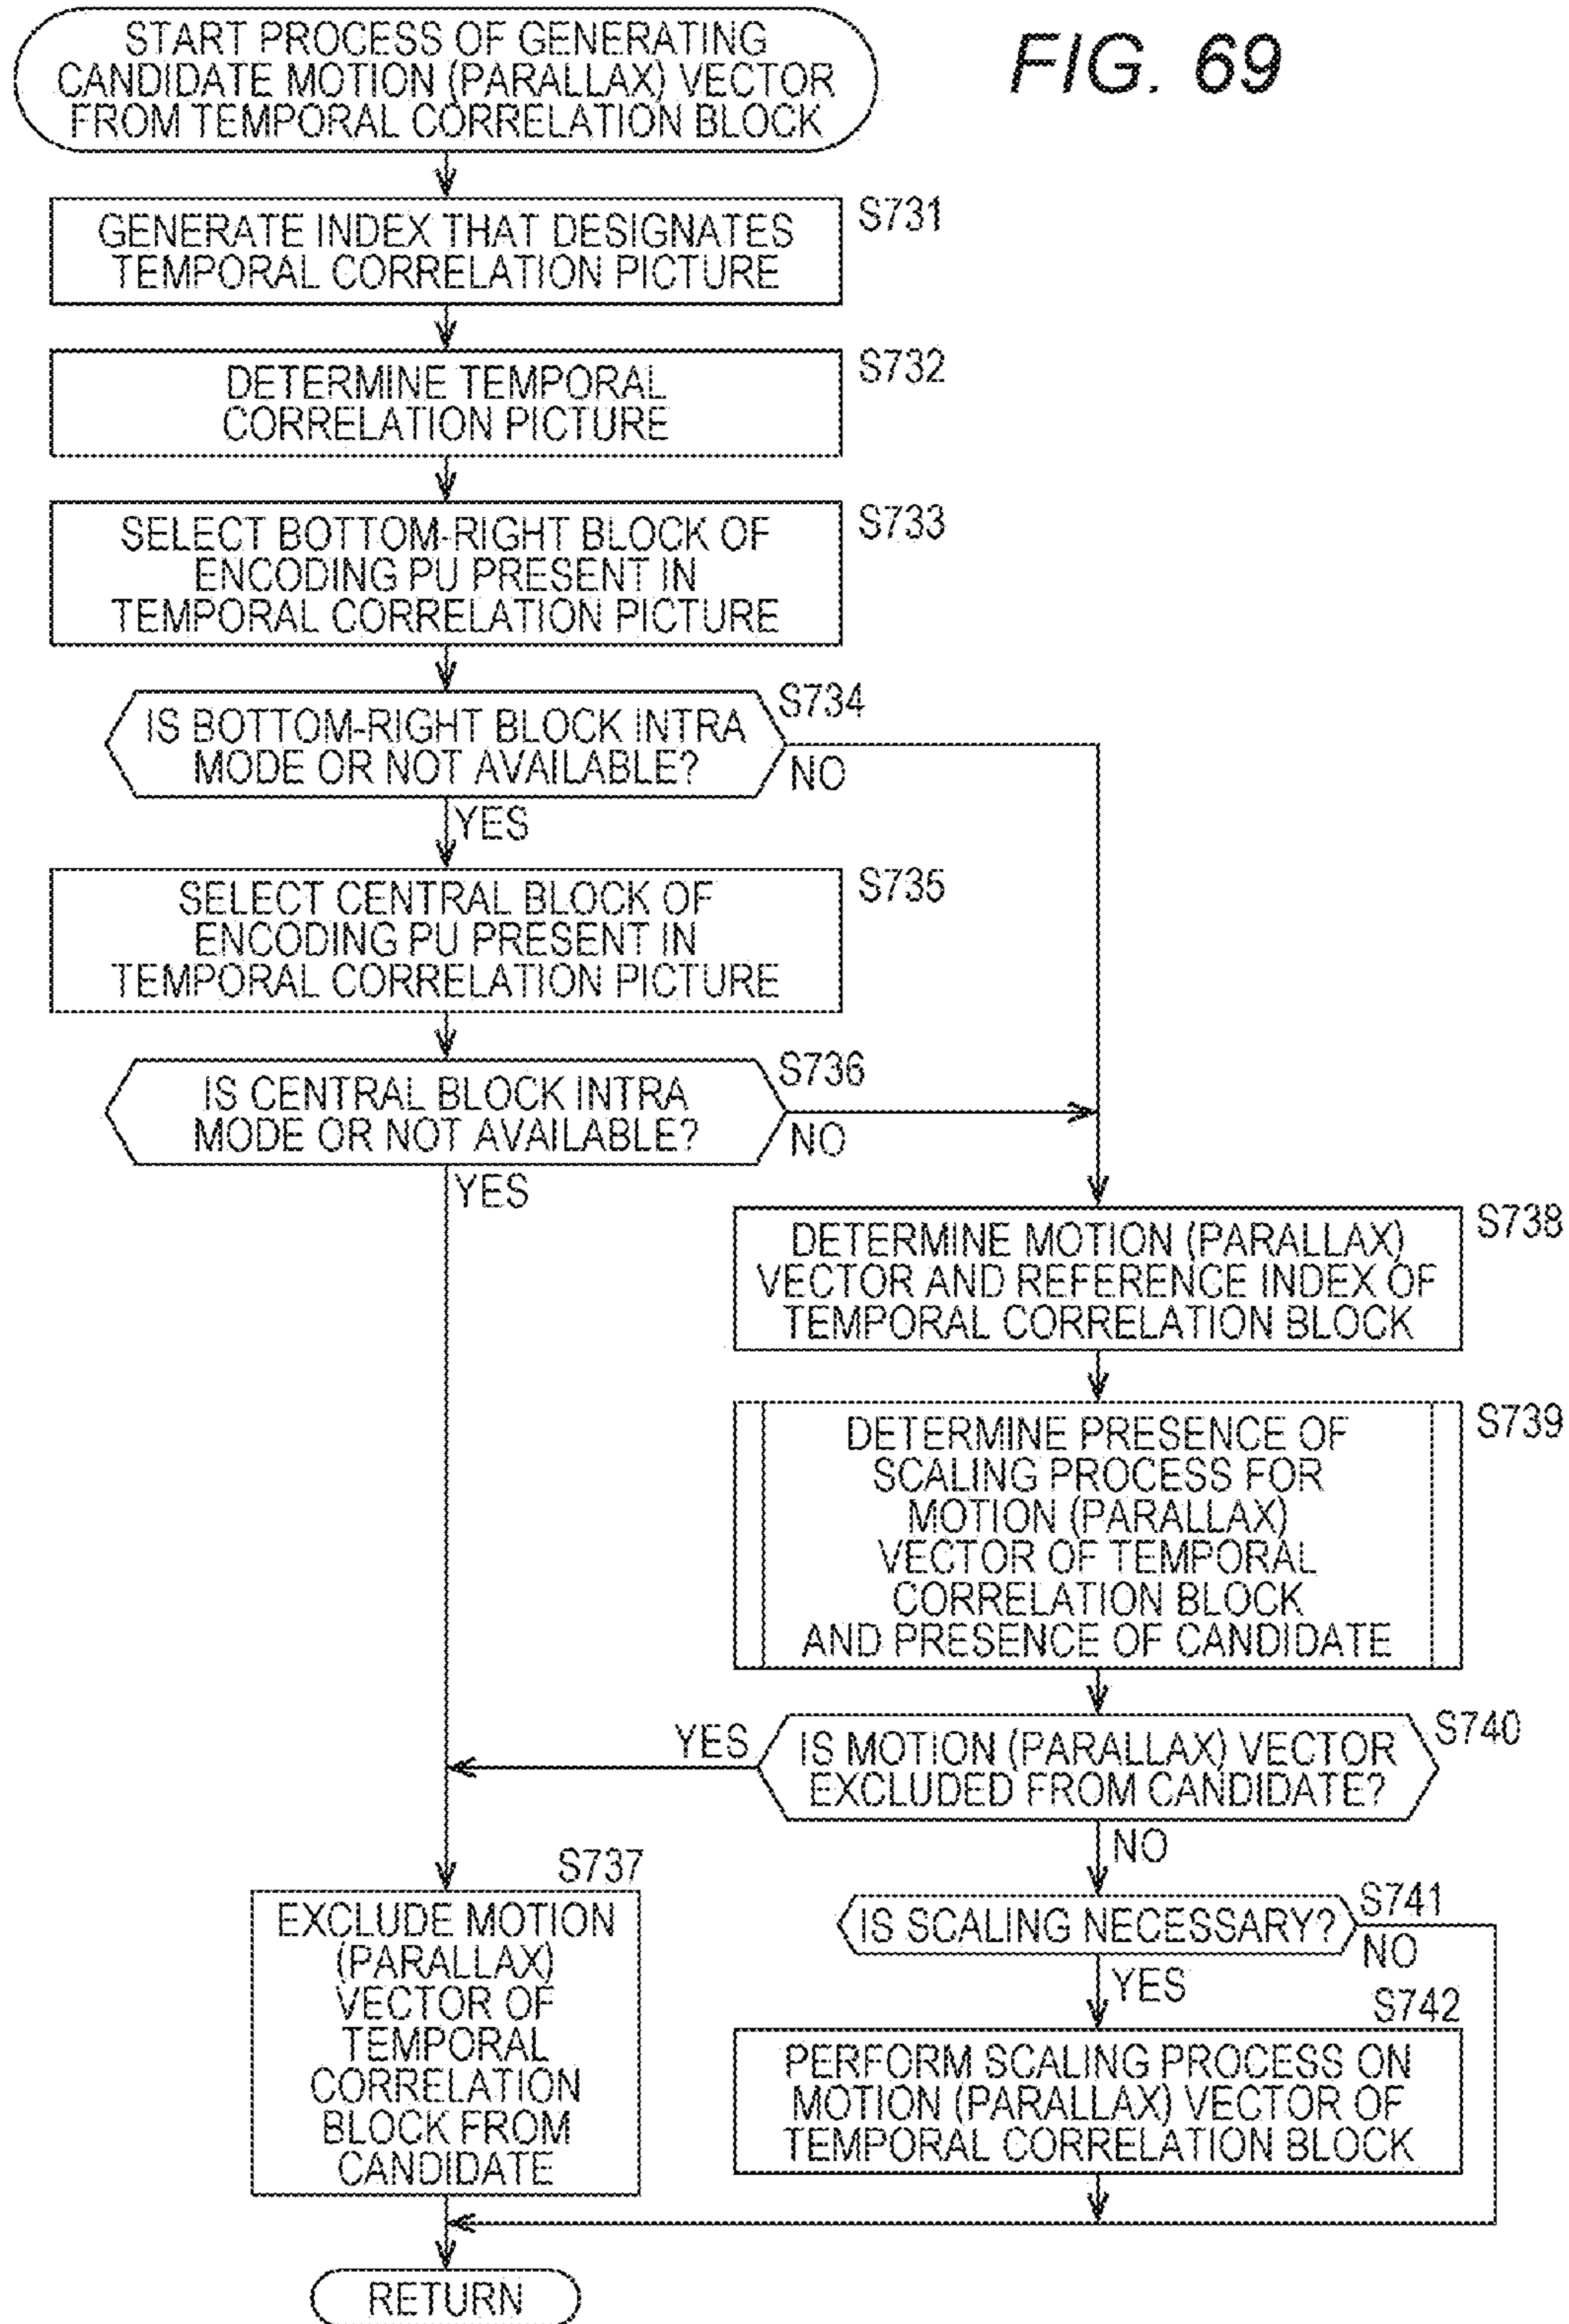 START PROCESS OF GENERATING
CANDIDATE MOTION (PARALLAX) VECTOR
FROM TEMPORAL CORRELATION BLOCK
FIG. 69
S731
GENERATE INDEX THAT DESIGNATES
TEMPORAL CORRELATION PICTURE
S732
DETERMINE TEMPORAL
CORRELATION PICTURE
S733
SELECT BOTTOM-RIGHT BLOCK OF
ENCODING PU PRESENT IN
TEMPORAL CORRELATION PICTURE
S734
IS BOTTOM-RIGHT BLOCK INTRA
MODE OR NOT AVAILABLE?
NO
YES
S735
SELECT CENTRAL BLOCK OF
ENCODING PU PRESENT IN
TEMPORAL CORRELATION PICTURE
S736
IS CENTRAL BLOCK INTRA
MODE OR NOT AVAILABLE?
NO
YES
S738
DETERMINE MOTION (PARALLAX)
VECTOR AND REFERENCE INDEX OF
TEMPORAL CORRELATION BLOCK
S739
DETERMINE PRESENCE OF
SCALING PROCESS FOR
MOTION (PARALLAX)
VECTOR OF TEMPORAL
CORRELATION BLOCK
AND PRESENCE OF CANDIDATE
S740
YES
IS MOTION (PARALLAX) VECTOR
EXCLUDED FROM CANDIDATE?
NO
S737
EXCLUDE MOTION
(PARALLAX)
VECTOR OF
TEMPORAL
CORRELATION
BLOCK FROM
CANDIDATE
S741
IS SCALING NECESSARY?
NO
YES
S742
PERFORM SCALING PROCESS ON
MOTION (PARALLAX) VECTOR OF
TEMPORAL CORRELATION BLOCK
RETURN